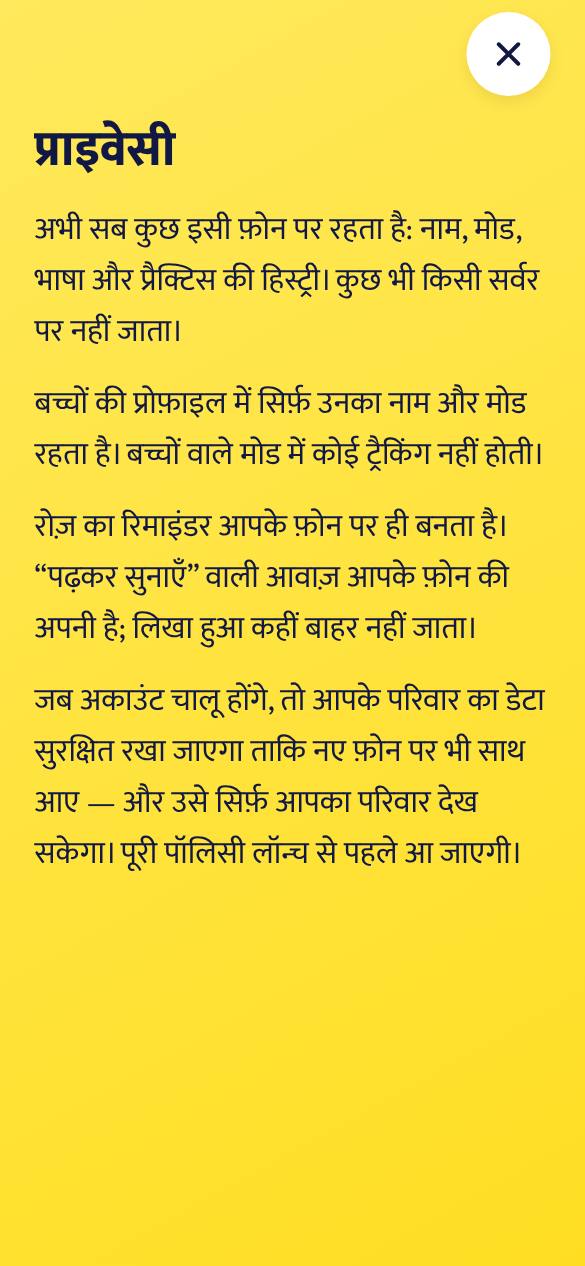 प्राइवेसी
अभी सब कुछ इसी फ़ोन पर रहता है: नाम, मोड,
भाषा और प्रैक्टिस की हिस्ट्री। कुछ भी किसी सर्वर
पर नहीं जाता।
बच्चों की प्रोफ़ाइल में सिर्फ़ उनका नाम और मोड
रहता है। बच्चों वाले मोड में कोई ट्रैकिंग नहीं होती।
रोज़ का रिमाइंडर आपके फ़ोन पर ही बनता है।
“पढ़कर सुनाएँ” वाली आवाज़ आपके फ़ोन की
अपनी है; लिखा हुआ कहीं बाहर नहीं जाता।
जब अकाउंट चालू होंगे, तो आपके परिवार का डेटा
सुरक्षित रखा जाएगा ताकि नए फ़ोन पर भी साथ
आए — और उसे सिर्फ़ आपका परिवार देख
सकेगा। पूरी पॉलिसी लॉन्च से पहले आ जाएगी।